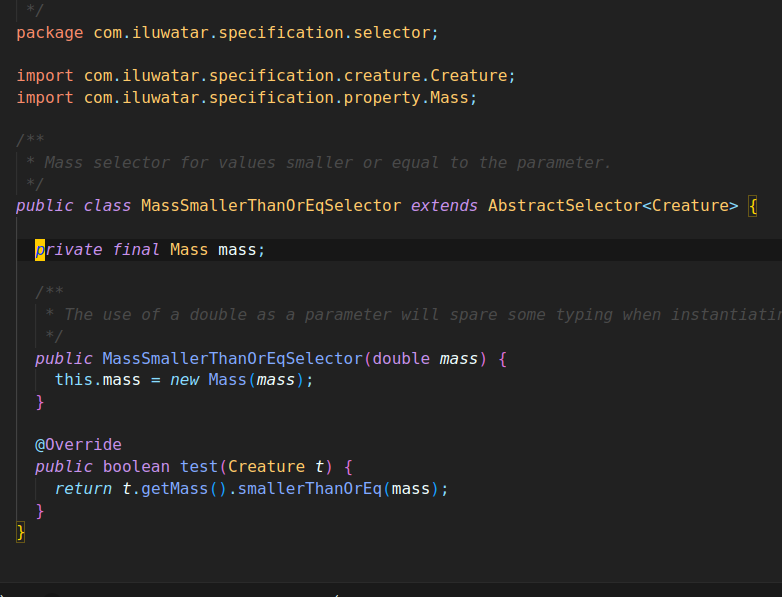 */
package com.iluwatar.specification.selector;
import com.iluwatar.specification.creature.Creature;
import com.iluwatar.specification.property.Mass;
/**
* Mass selector for values smaller or equal to the parameter.
*/
public class MassSmallerThanOrEqSelector extends AbstractSelector<Creature> {
private final Mass mass;
/**
* The use of a double as a parameter will spare some typing when
*/
public MassSmallerThanOrEqSelector(double mass) {
this.mass = new Mass(mass);
}
@Override
public boolean test(Creature t) {
return t.getMass().smallerThanOrEq(mass);
}
}